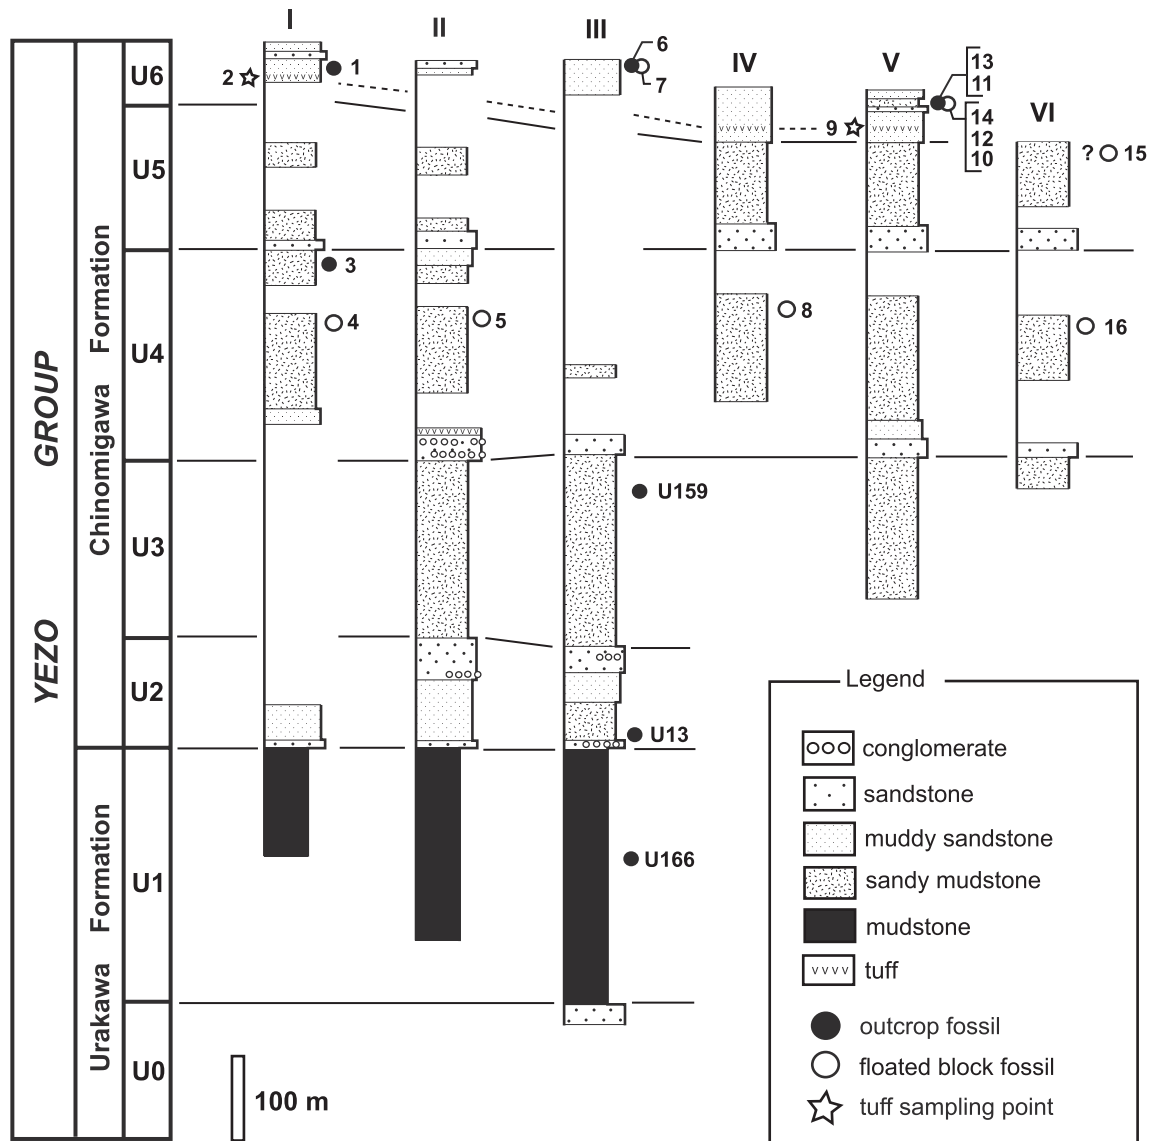 I
II
III
IV
V
VI
YEZO GROUP
Chinomigawa Formation
Urakawa Formation
U6
U5
U4
U3
U2
U1
U0
2
1
3
4
5
6
7
8
9
13
11
14
12
10
? 15
16
U159
U13
U166
100 m
Legend
conglomerate
sandstone
muddy sandstone
sandy mudstone
mudstone
vvvv tuff
outcrop fossil
floated block fossil
tuff sampling point